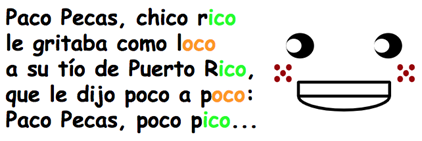 Paco Pecas, chico rico
le gritaba como loco
a su tío de Puerto Rico,
que le dijo poco a poco:
Paco Pecas, poco pico...